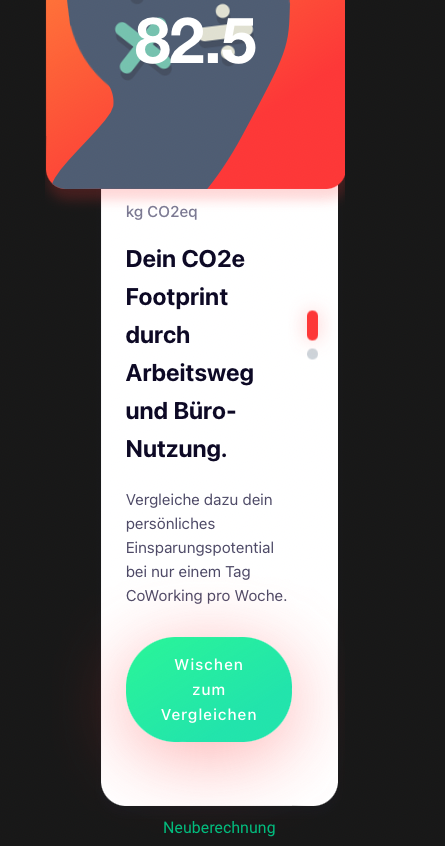 82.5
kg CO2eq
Dein CO2e
Footprint
durch
Arbeitsweg
und Büro-
Nutzung.
Vergleiche dazu dein
persönliches
Einsparungspotential
bei nur einem Tag
CoWorking pro Woche.
Wischen
zum
Vergleichen
Neuberechnung